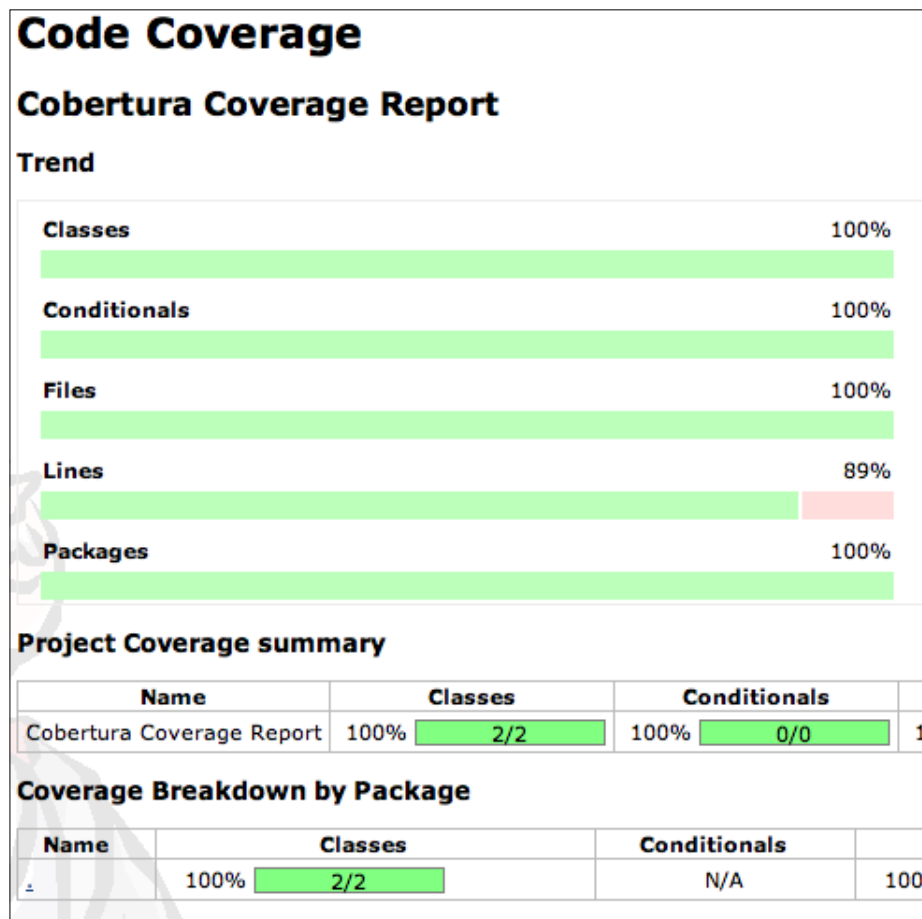 Code Coverage
Cobertura Coverage Report
Trend
Classes 100%
Conditionals 100%
Files 100%
Lines 89%
Packages 100%
Project Coverage summary
Name Classes Conditionals
Cobertura Coverage Report 100% 2/2 100% 0/0
Coverage Breakdown by Package
Name Classes Conditionals
. 100% 2/2 N/A 100